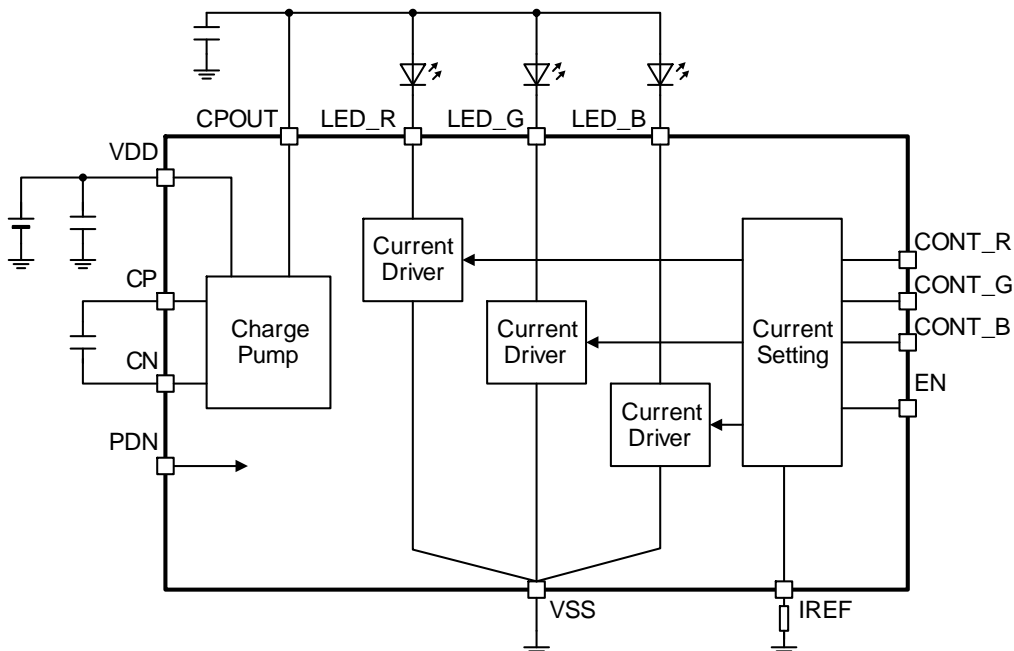 CPOUT
LED_R
LED_G
LED_B
VDD
CP
CN
PDN
Charge
Pump
Current
Driver
Current
Driver
Current
Driver
Current
Setting
CONT_R
CONT_G
CONT_B
EN
VSS
IREF